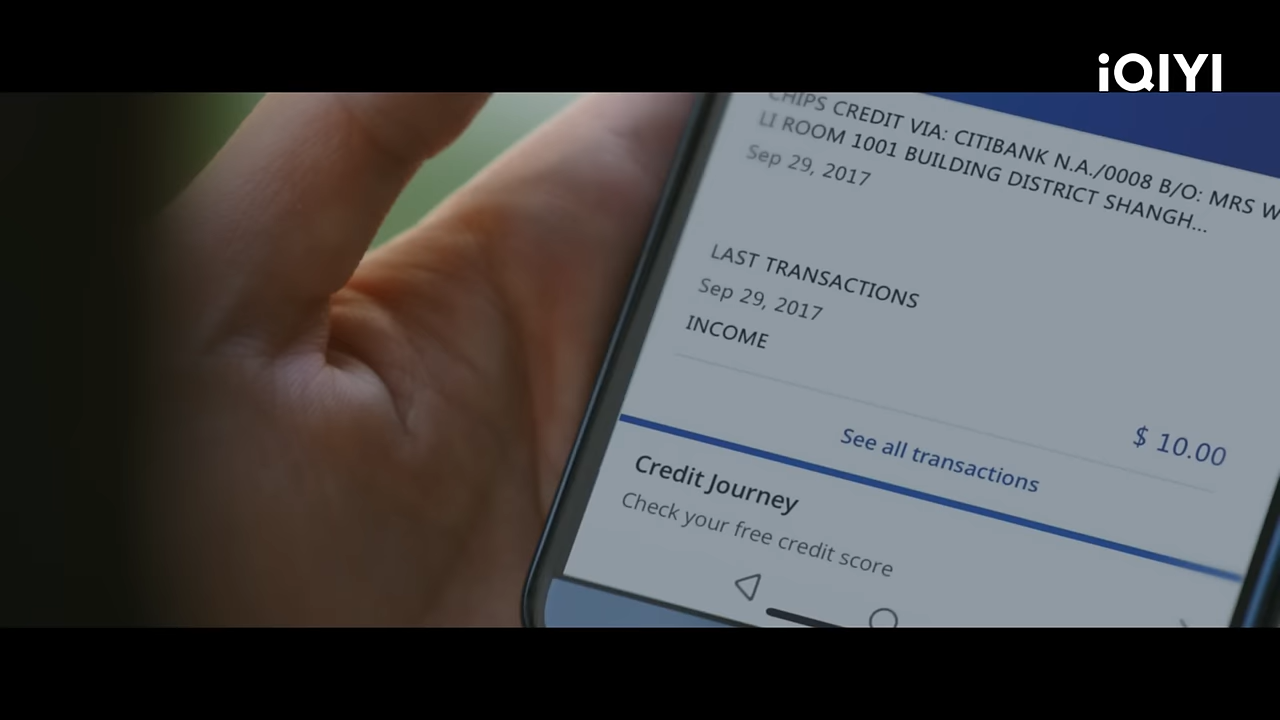 iQIYI
CHIPS CREDIT VIA: CITIBANK N.A./0008 B/O: MRS W
LI ROOM 1001 BUILDING DISTRICT SHANGH...
Sep 29, 2017
LAST TRANSACTIONS
Sep 29, 2017
INCOME
$ 10.00
See all transactions
Credit Journey
Check your free credit score